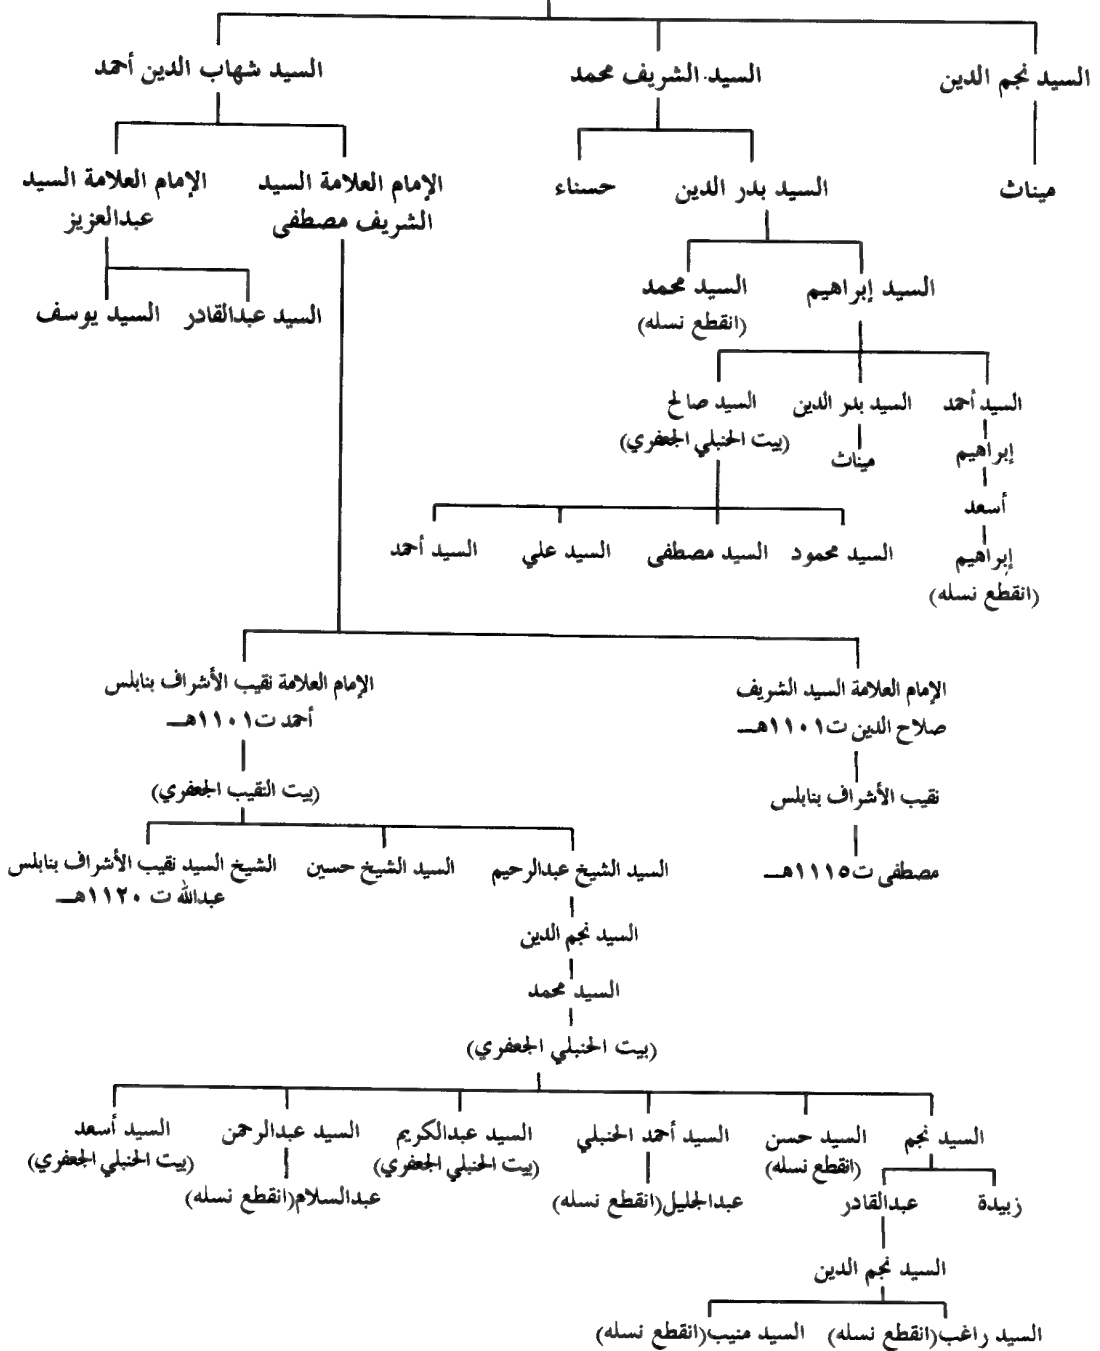 السيد نجم الدين
السيد الشريف محمد
السيد شهاب الدين أحمد
ميناث
السيد بدر الدين
حسناء
الإمام العلامة السيد
الشريف مصطفى
الإمام العلامة السيد
عبدالعزيز
السيد إبراهيم
السيد محمد
(انقطع نسله)
السيد عبدالقادر
السيد يوسف
السيد أحمد
السيد بدر الدين
السيد صالح
(بيت الحنبلي الجعفري)
إبراهيم
ميناث
أسعد
إبراهيم
(انقطع نسله)
السيد محمود
السيد مصطفى
السيد علي
السيد أحمد
الإمام العلامة السيد الشريف
صلاح الدين ت١١٠١هـ
الإمام العلامة نقيب الأشراف بنابلس
أحمد ت١١٠١هـ
نقيب الأشراف بنابلس
(بيت النقيب الجعفري)
مصطفى ت١١١٥هـ
السيد الشيخ عبدالرحيم
السيد الشيخ حسين
الشيخ السيد نقيب الأشراف بنابلس
عبدالله ت ١١٢٠هـ
السيد نجم الدين
السيد محمد
(بيت الحنبلي الجعفري)
السيد نجم
السيد حسن
(انقطع نسله)
السيد أحمد الحنبلي
السيد عبدالكريم
(بيت الحنبلي الجعفري)
السيد عبدالرحمن
السيد أسعد
(بيت الحنبلي الجعفري)
زبيدة
عبدالقادر
عبدالجليل(انقطع نسله)
عبدالسلام(انقطع نسله)
السيد نجم الدين
السيد راغب(انقطع نسله)
السيد منيب(انقطع نسله)